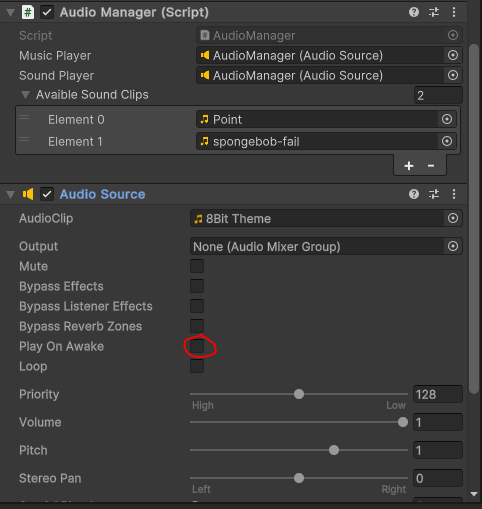 Audio Manager (Script)
Script AudioManager
Music Player AudioManager (Audio Source)
Sound Player AudioManager (Audio Source)
Avaible Sound Clips 2
Element 0 Point
Element 1 spongebob-fail
+ -
Audio Source
AudioClip 8Bit Theme
Output None (Audio Mixer Group)
Mute
Bypass Effects
Bypass Listener Effects
Bypass Reverb Zones
Play On Awake
Loop
Priority 128
High Low
Volume 1
Pitch 1
Stereo Pan 0
Left Right